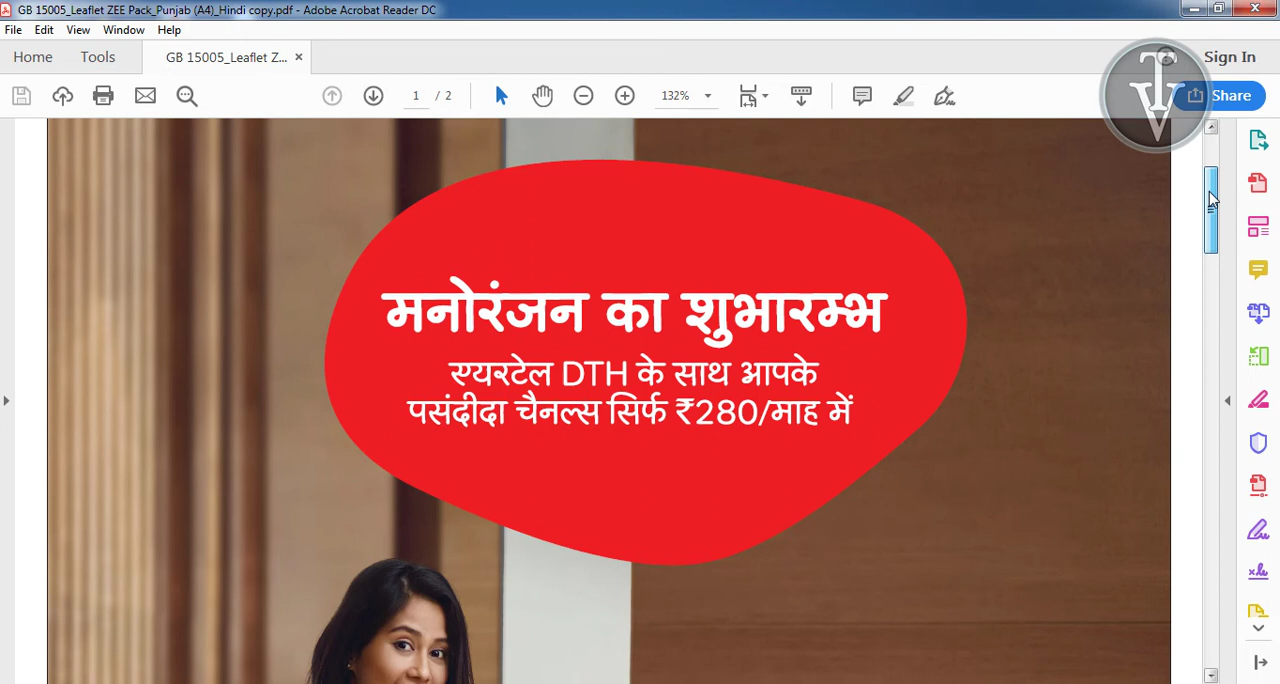 GB 15005_Leaflet ZEE Pack_Punjab (A4)_Hindi copy.pdf - Adobe Acrobat Reader DC
File Edit View Window Help
Home Tools GB 15005_Leaflet Z... × Sign In
1 / 2 132% Share
TV
मनोरंजन का शुभारम्भ
एयरटेल DTH के साथ आपके
पसंदीदा चैनल्स सिर्फ ₹280/माह में